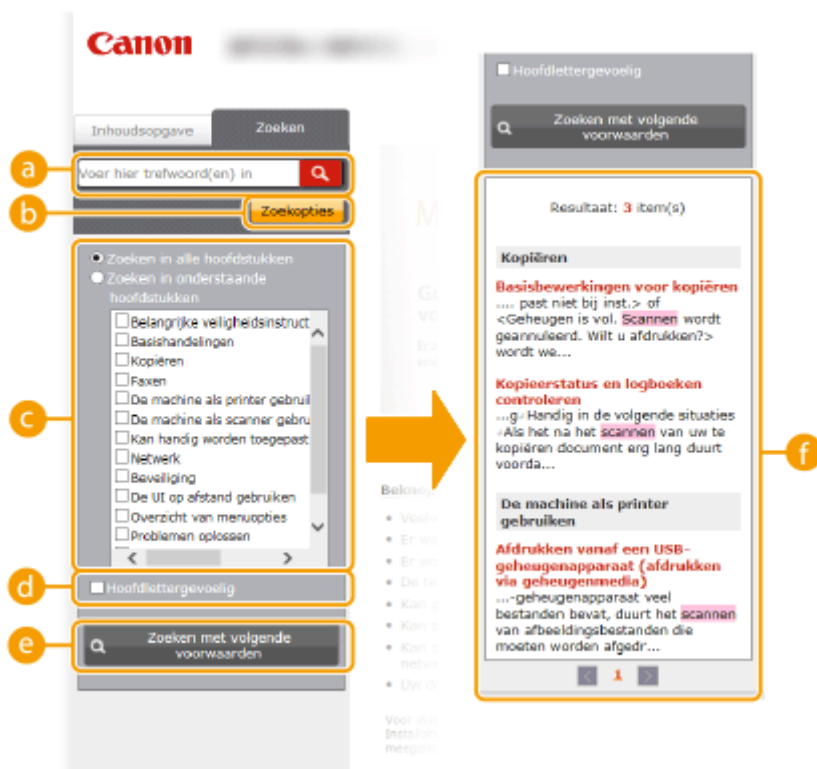 Canon
Inhoudsopgave
Zoeken
a
Voer hier trefwoord(en) in
b
Zoekopties
c
Zoeken in alle hoofdstukken
Zoeken in onderstaande
hoofdstukken
Belangrijke veiligheidsinstruct
Basishandelingen
Kopiëren
Faxen
De machine als printer gebruil
De machine als scanner gebru
Kan handig worden toegepast
Netwerk
Beveiliging
De UI op afstand gebruiken
Overzicht van menuopties
Problemen oplossen
d
Hoofdlettergevoelig
e
Zoeken met volgende
voorwaarden
Hoofdlettergevoelig
Zoeken met volgende
voorwaarden
f
Resultaat: 3 item(s)
Kopiëren
Basisbewerkingen voor kopiëren
.... past niet bij inst.> of
<Geheugen is vol. Scannen wordt
geannuleerd. Wilt u afdrukken?>
wordt we...
Kopieerstatus en logboeken
controleren
...g Handig in de volgende situaties
Als het na het scannen van uw te
kopiëren document erg lang duurt
voorda...
De machine als printer
gebruiken
Afdrukken vanaf een USB-
geheugenapparaat (afdrukken
via geheugenmedia)
...-geheugenapparaat veel
bestanden bevat, duurt het scannen
van afbeeldingsbestanden die
moeten worden afgedr...
1